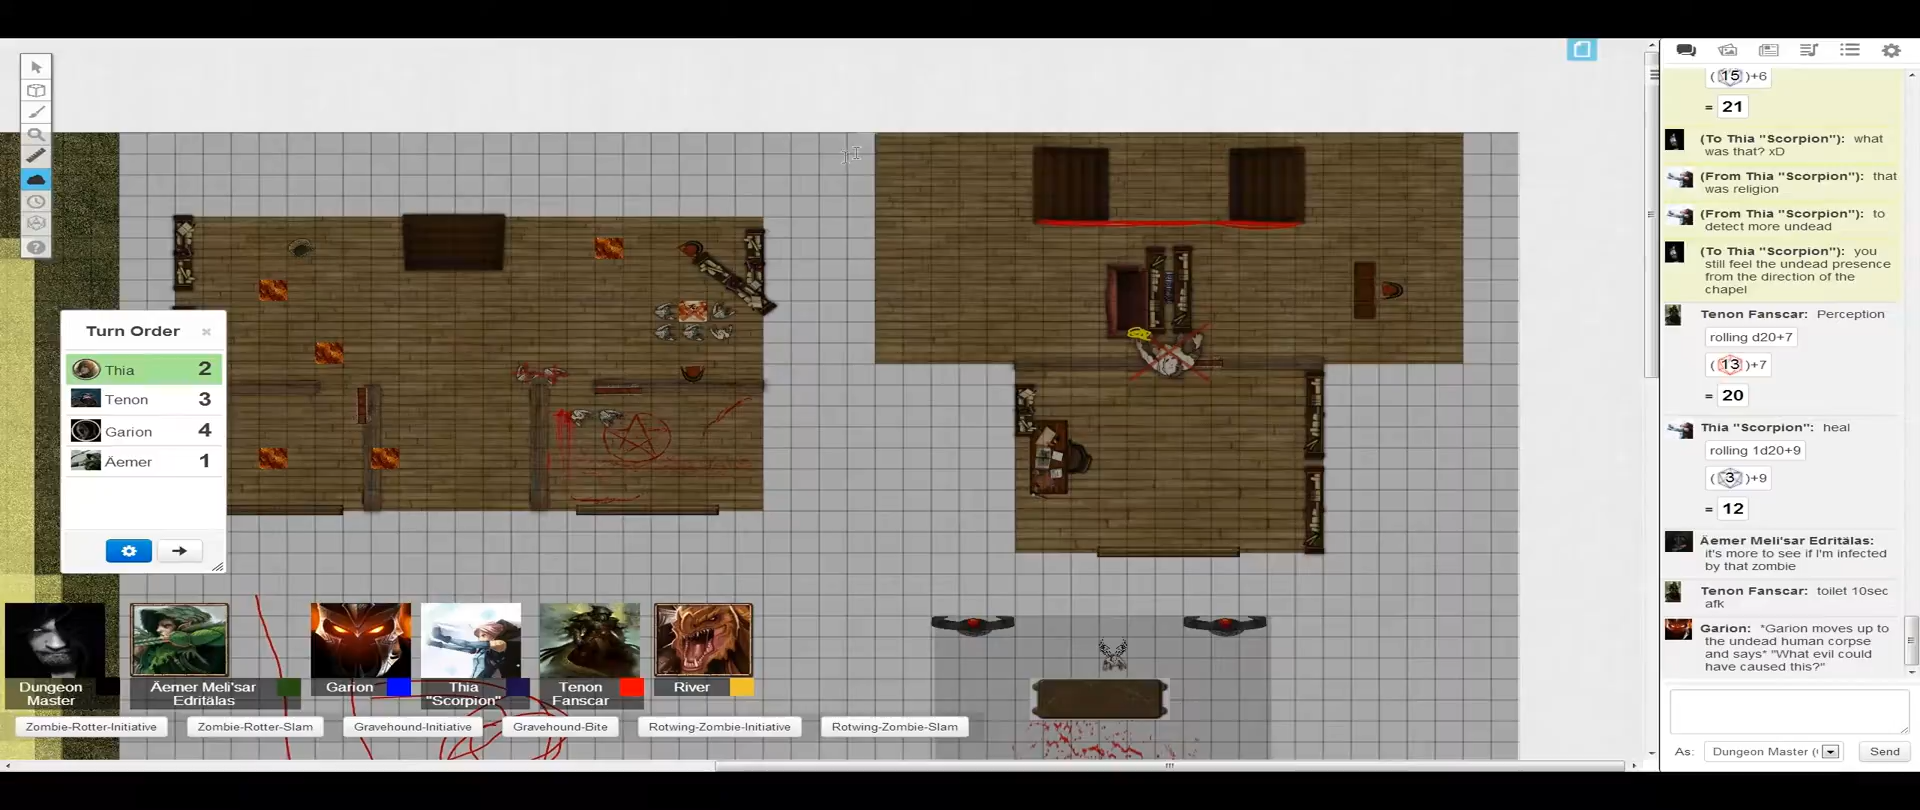 Turn Order ×
Thia 2
Tenon 3
Garion 4
Äemer 1
Dungeon Master
Äemer Meli'sar Edritälas
Garion
Thia "Scorpion"
Tenon Fanscar
River
Zombie-Rotter-Initiative
Zombie-Rotter-Slam
Gravehound-Initiative
Gravehound-Bite
Rotwing-Zombie-Initiative
Rotwing-Zombie-Slam
(15)+6
= 21
(To Thia "Scorpion"): what
was that? xD
(From Thia "Scorpion"): that
was religion
(From Thia "Scorpion"): to
detect more undead
(To Thia "Scorpion"): you
still feel the undead presence
from the direction of the
chapel
Tenon Fanscar: Perception
rolling d20+7
(13)+7
= 20
Thia "Scorpion": heal
rolling 1d20+9
(3)+9
= 12
Äemer Meli'sar Edritälas:
it's more to see if I'm infected
by that zombie
Tenon Fanscar: toilet 10sec
afk
Garion: *Garion moves up to
the undead human corpse
and says* "What evil could
have caused this?"
As: Dungeon Master (
Send